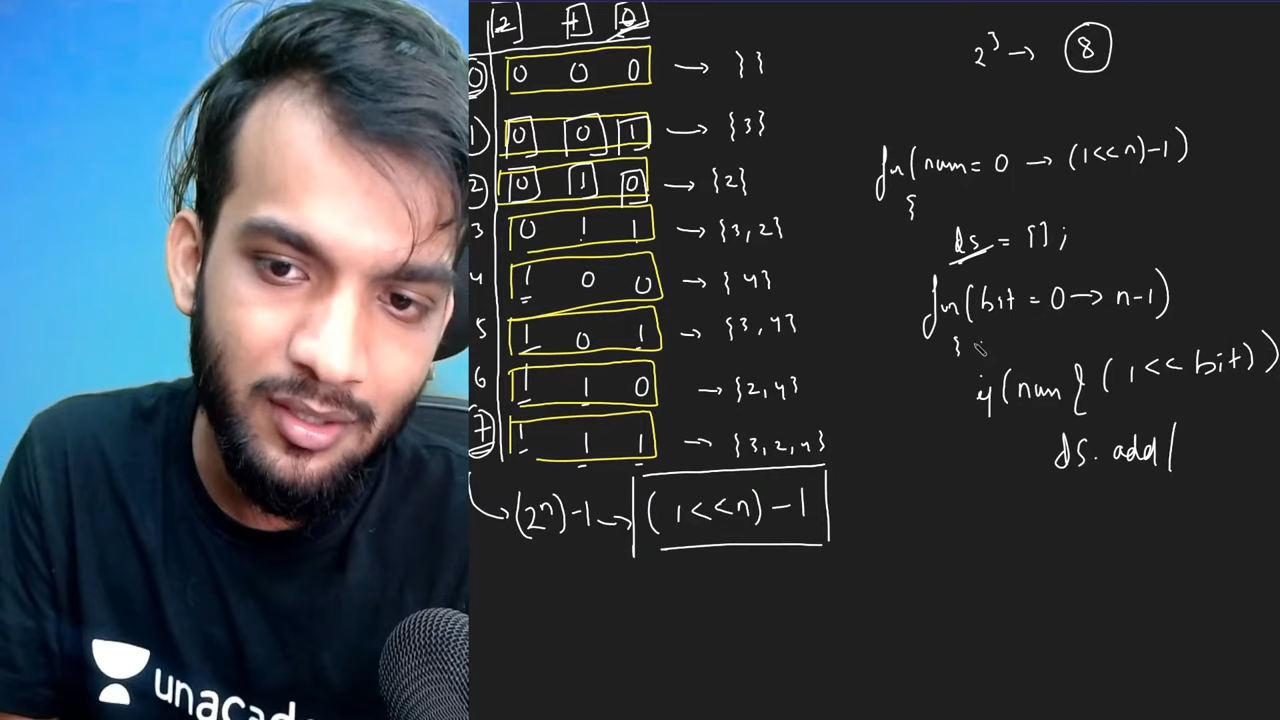 2 1 0
0 0 0 0 → { }
1 0 0 1 → {3}
2 0 1 0 → {2}
3 0 1 1 → {3,2}
4 1 0 0 → {4}
5 1 0 1 → {3,4}
6 1 1 0 → {2,4}
7 1 1 1 → {3,2,4}
→ (2ⁿ)-1 → (1<<n)-1
2³ → 8
for(num = 0 → (1<<n)-1)
{
ds = [];
for(bit = 0 → n-1)
{
if(num & (1<< bit))
ds.add(
unacad